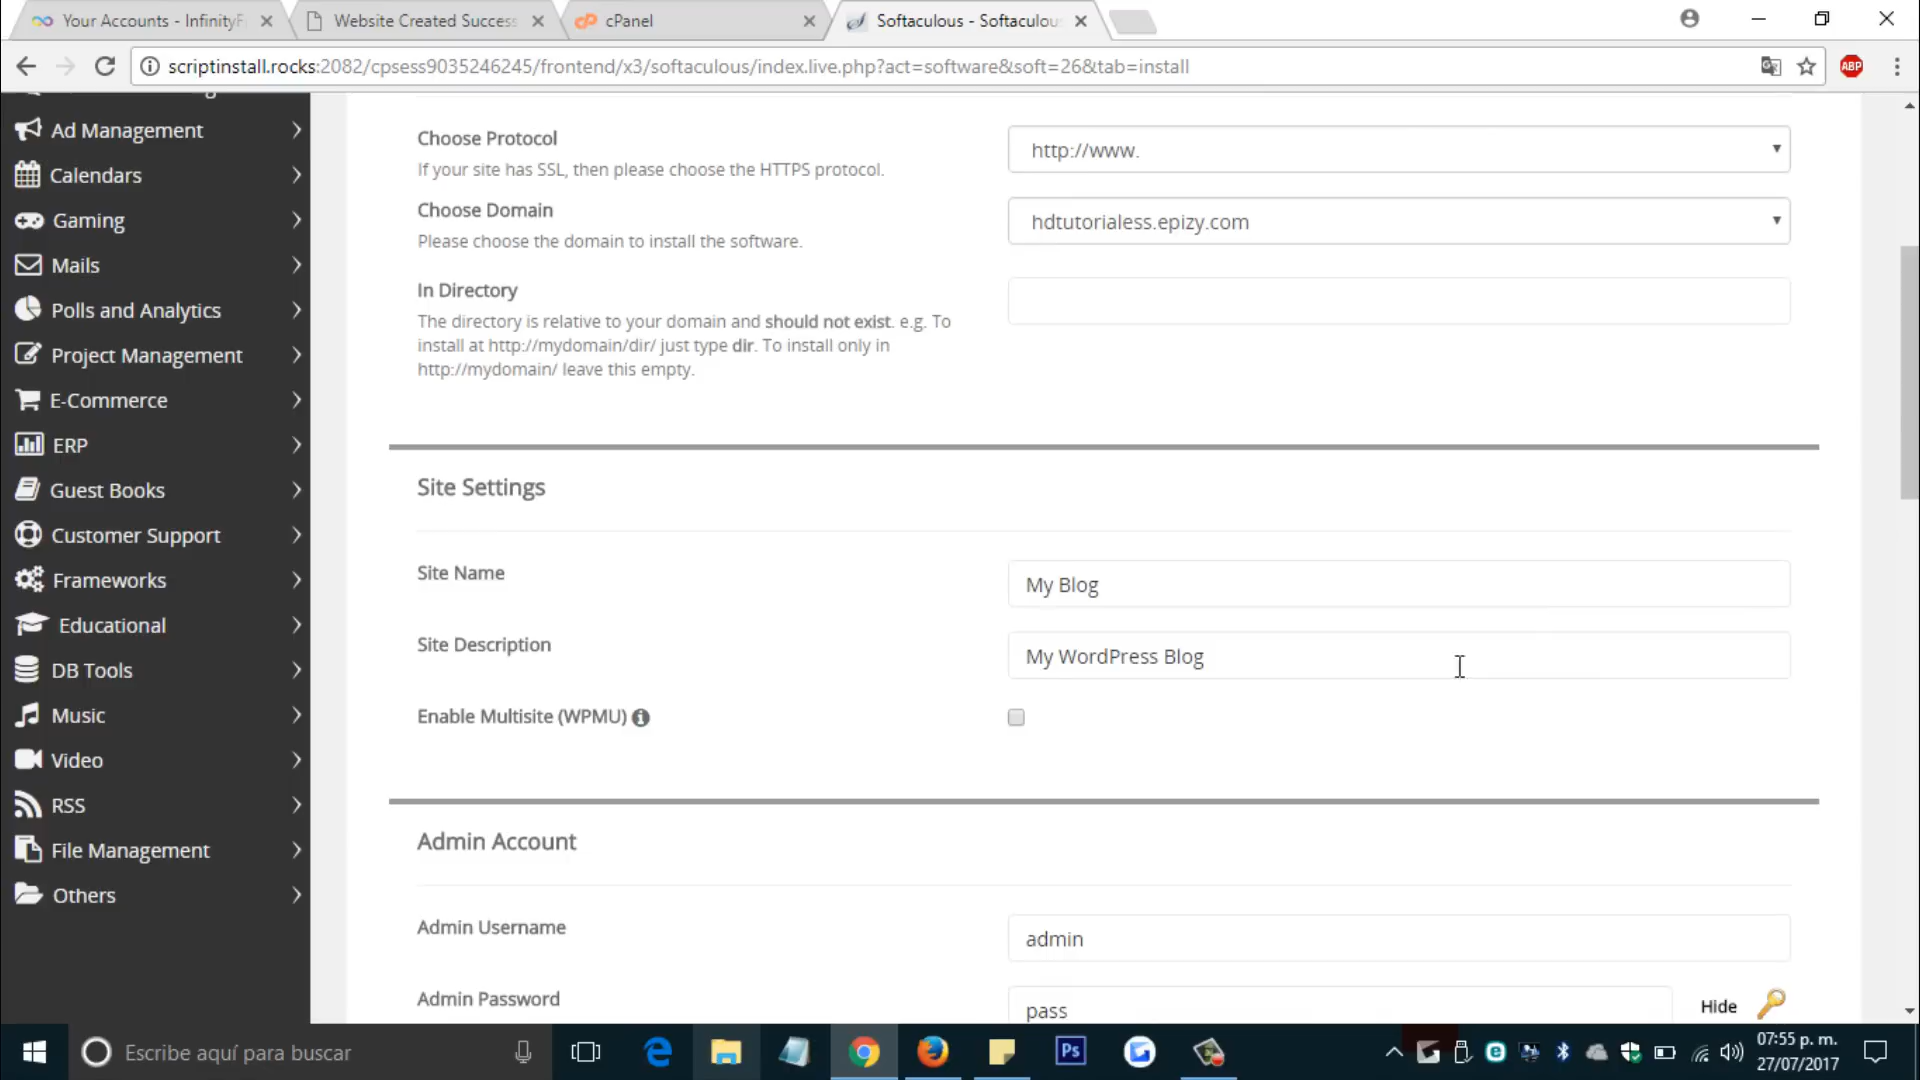 Your Accounts - InfinityF
Website Created Success
cPanel
Softaculous - Softaculou
scriptinstall.rocks:2082/cpsess9035246245/frontend/x3/softaculous/index.live.php?act=software&soft=26&tab=install
ABP
Ad Management
Calendars
Gaming
Mails
Polls and Analytics
Project Management
E-Commerce
ERP
Guest Books
Customer Support
Frameworks
Educational
DB Tools
Music
Video
RSS
File Management
Others
Choose Protocol
If your site has SSL, then please choose the HTTPS protocol.
http://www.
Choose Domain
Please choose the domain to install the software.
hdtutorialess.epizy.com
In Directory
The directory is relative to your domain and should not exist. e.g. To
install at http://mydomain/dir/ just type dir. To install only in
http://mydomain/ leave this empty.
Site Settings
Site Name
My Blog
Site Description
My WordPress Blog
Enable Multisite (WPMU)
Admin Account
Admin Username
admin
Admin Password
pass
Hide
Escribe aquí para buscar
Ps
07:55 p. m.
27/07/2017